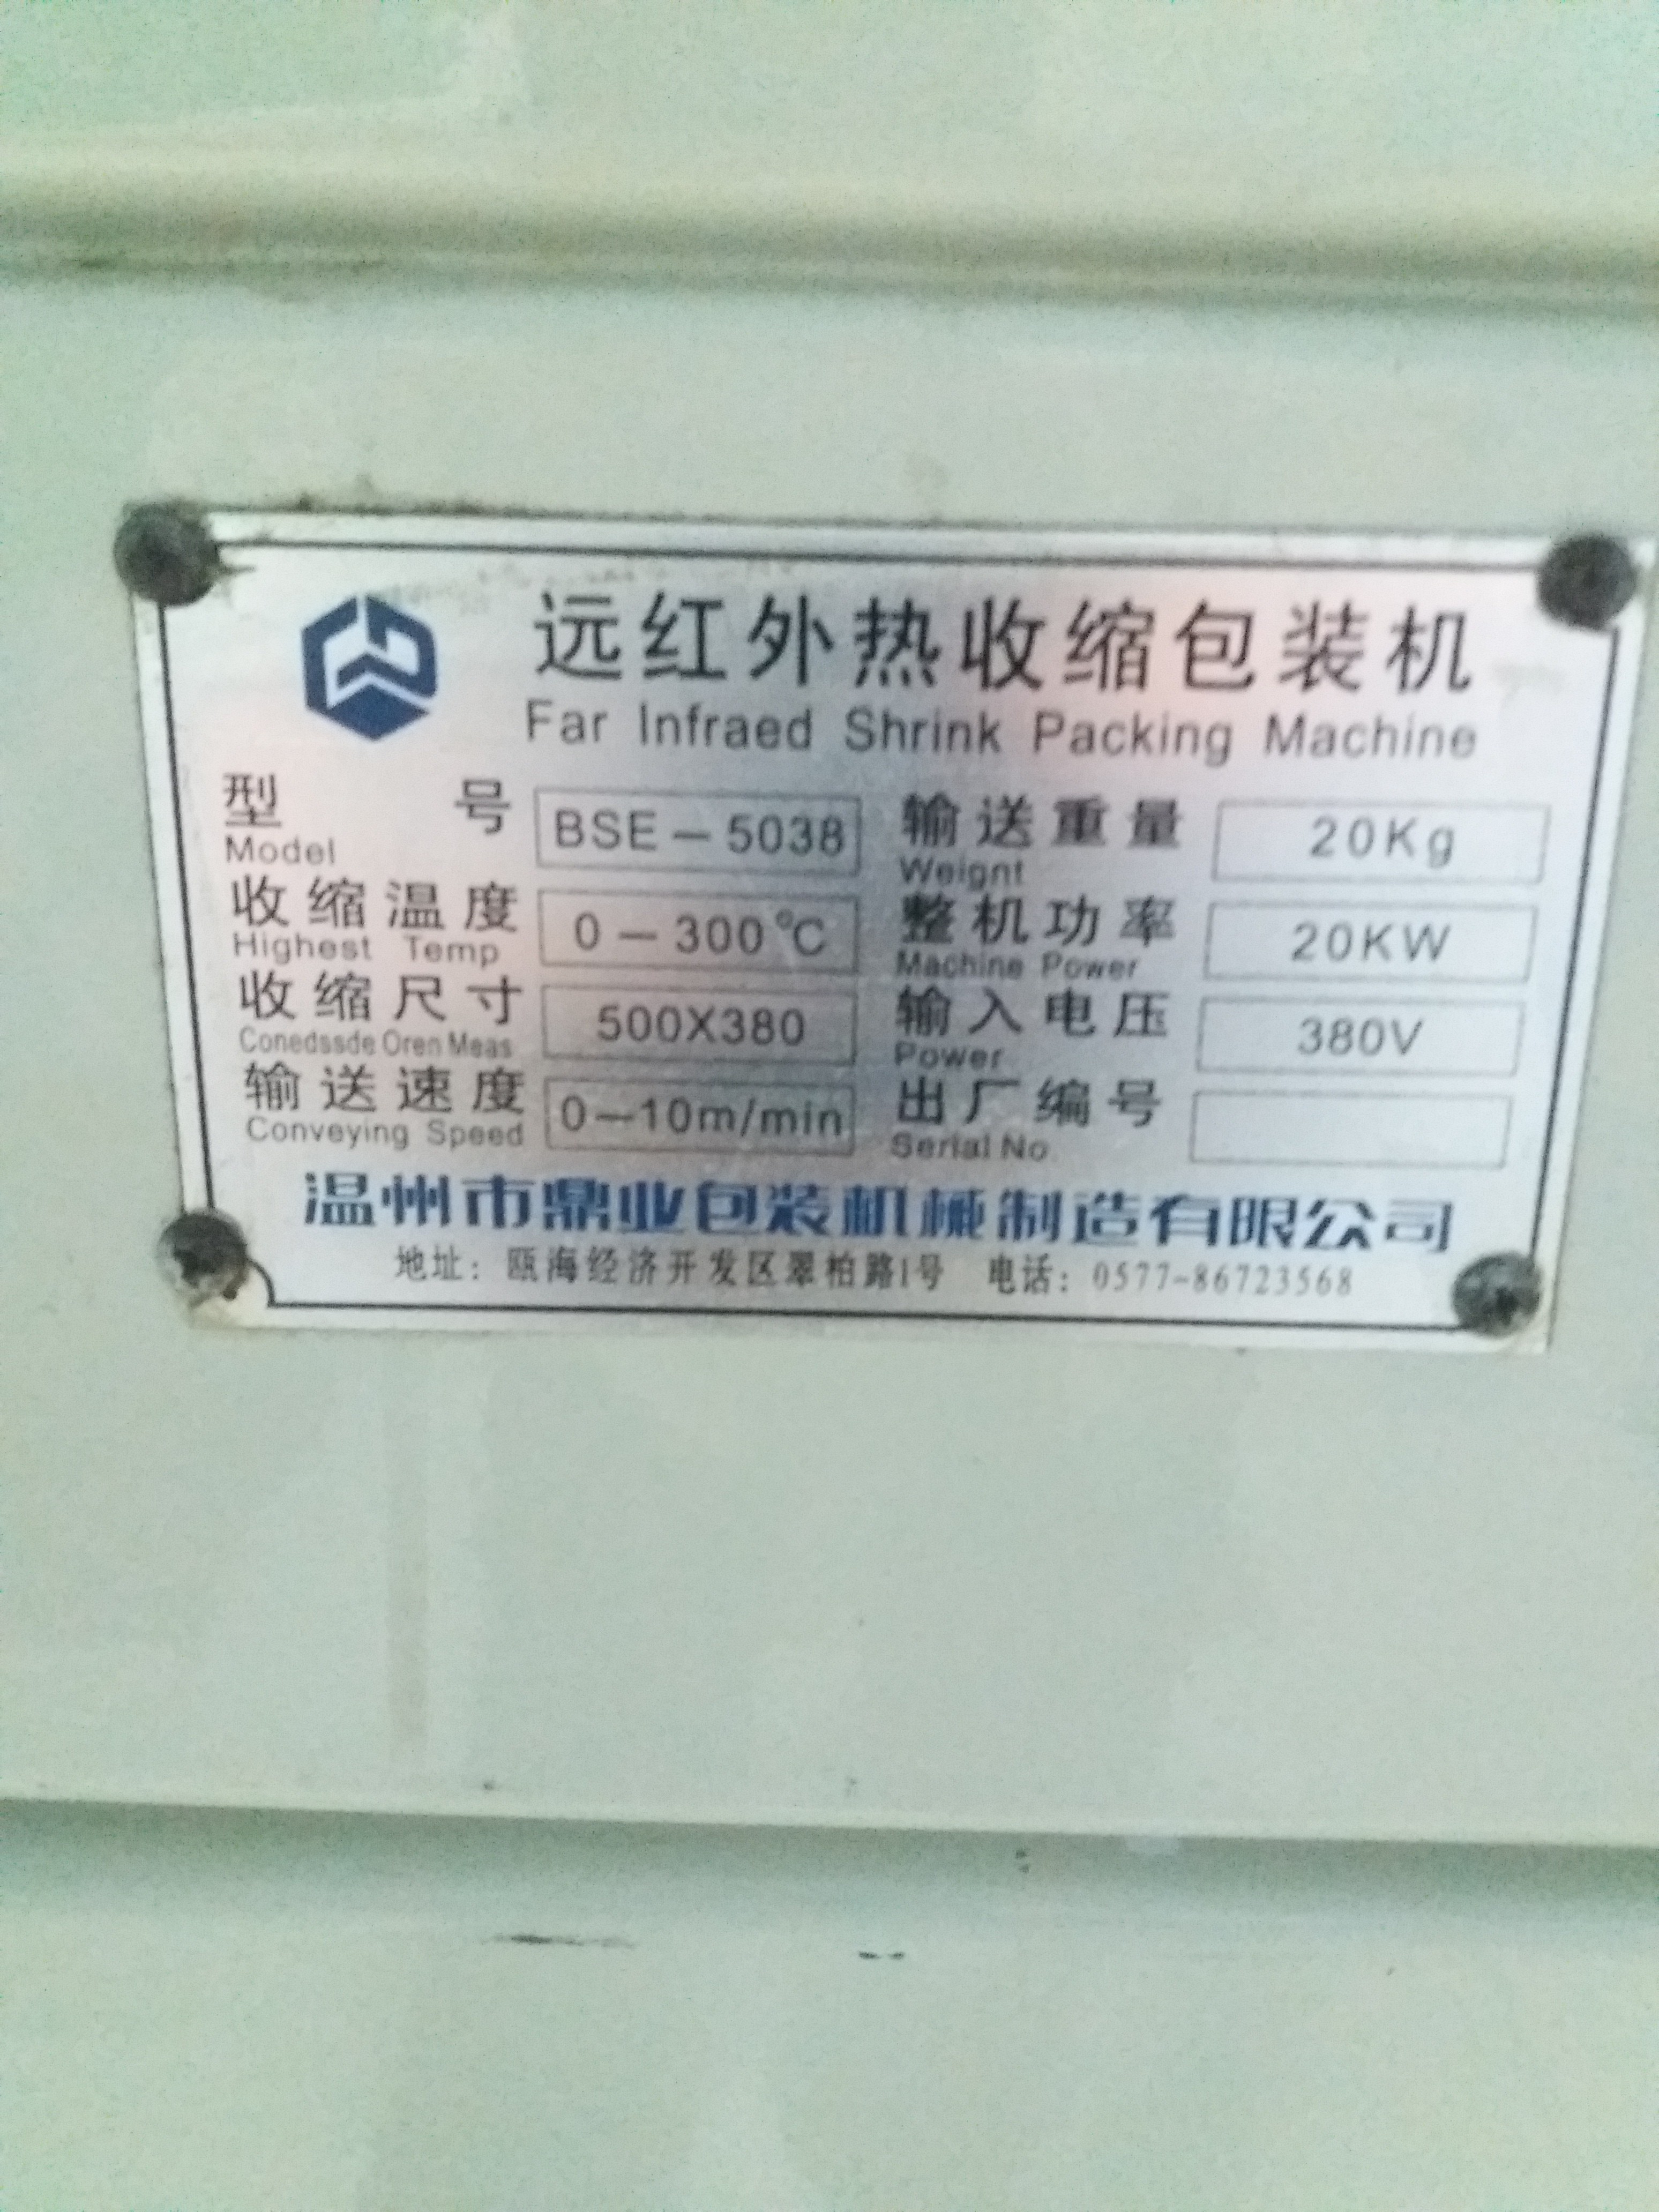 远红外热收缩包装机
Far Infraed Shrink Packing Machine
型号 BSE-5038 输送重量 20Kg
Model Weignt
收缩温度 0-300°C 整机功率 20KW
Highest Temp Machine Power
收缩尺寸 500X380 输入电压 380V
Conedssde Oren Meas Power
输送速度 0-10m/min 出厂编号
Conveying Speed Serial No
温州市鼎业包装机械制造有限公司
地址：瓯海经济开发区翠柏路1号 电话：0577-86723568